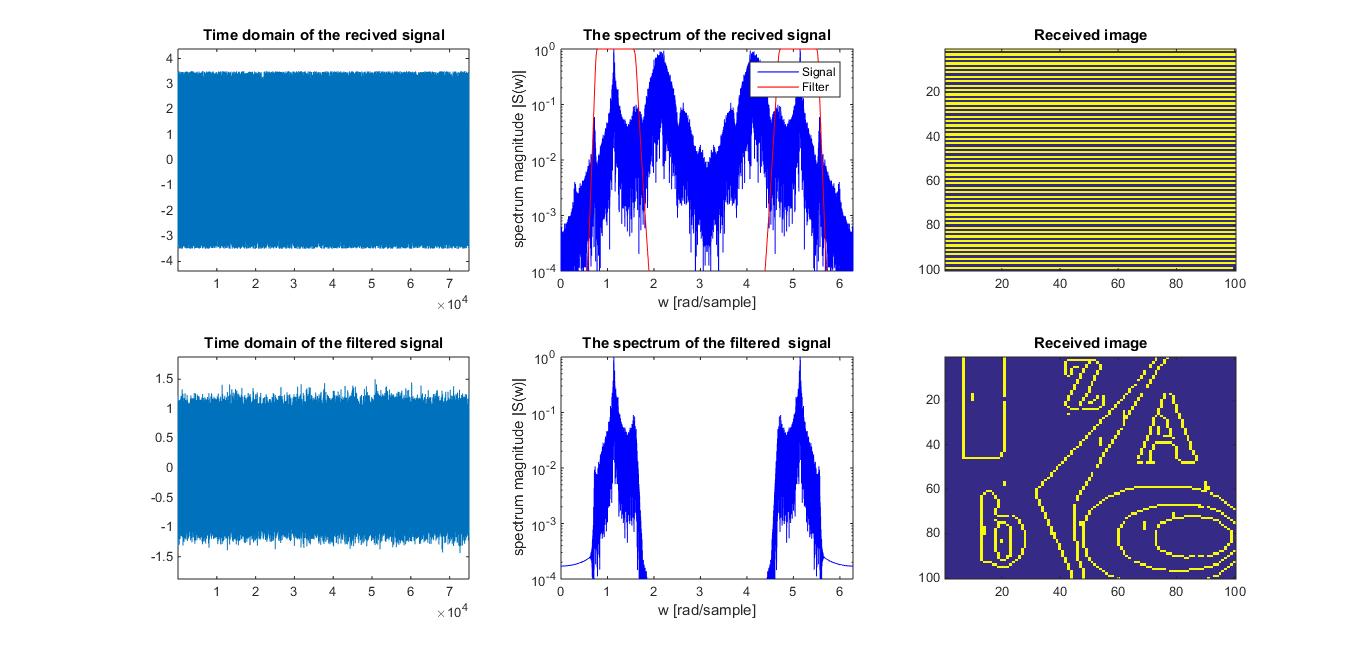 Time domain of the recived signal
4
3
2
1
0
-1
-2
-3
-4
1 2 3 4 5 6 7
×10^4
The spectrum of the recived signal
spectrum magnitude |S(w)|
10^0
10^-1
10^-2
10^-3
10^-4
Signal
Filter
0 1 2 3 4 5 6
w [rad/sample]
Received image
20
40
60
80
100
20 40 60 80 100
Time domain of the filtered signal
1.5
1
0.5
0
-0.5
-1
-1.5
1 2 3 4 5 6 7
×10^4
The spectrum of the filtered  signal
spectrum magnitude |S(w)|
10^0
10^-1
10^-2
10^-3
10^-4
0 1 2 3 4 5 6
w [rad/sample]
Received image
20
40
60
80
100
z
A
b
20 40 60 80 100